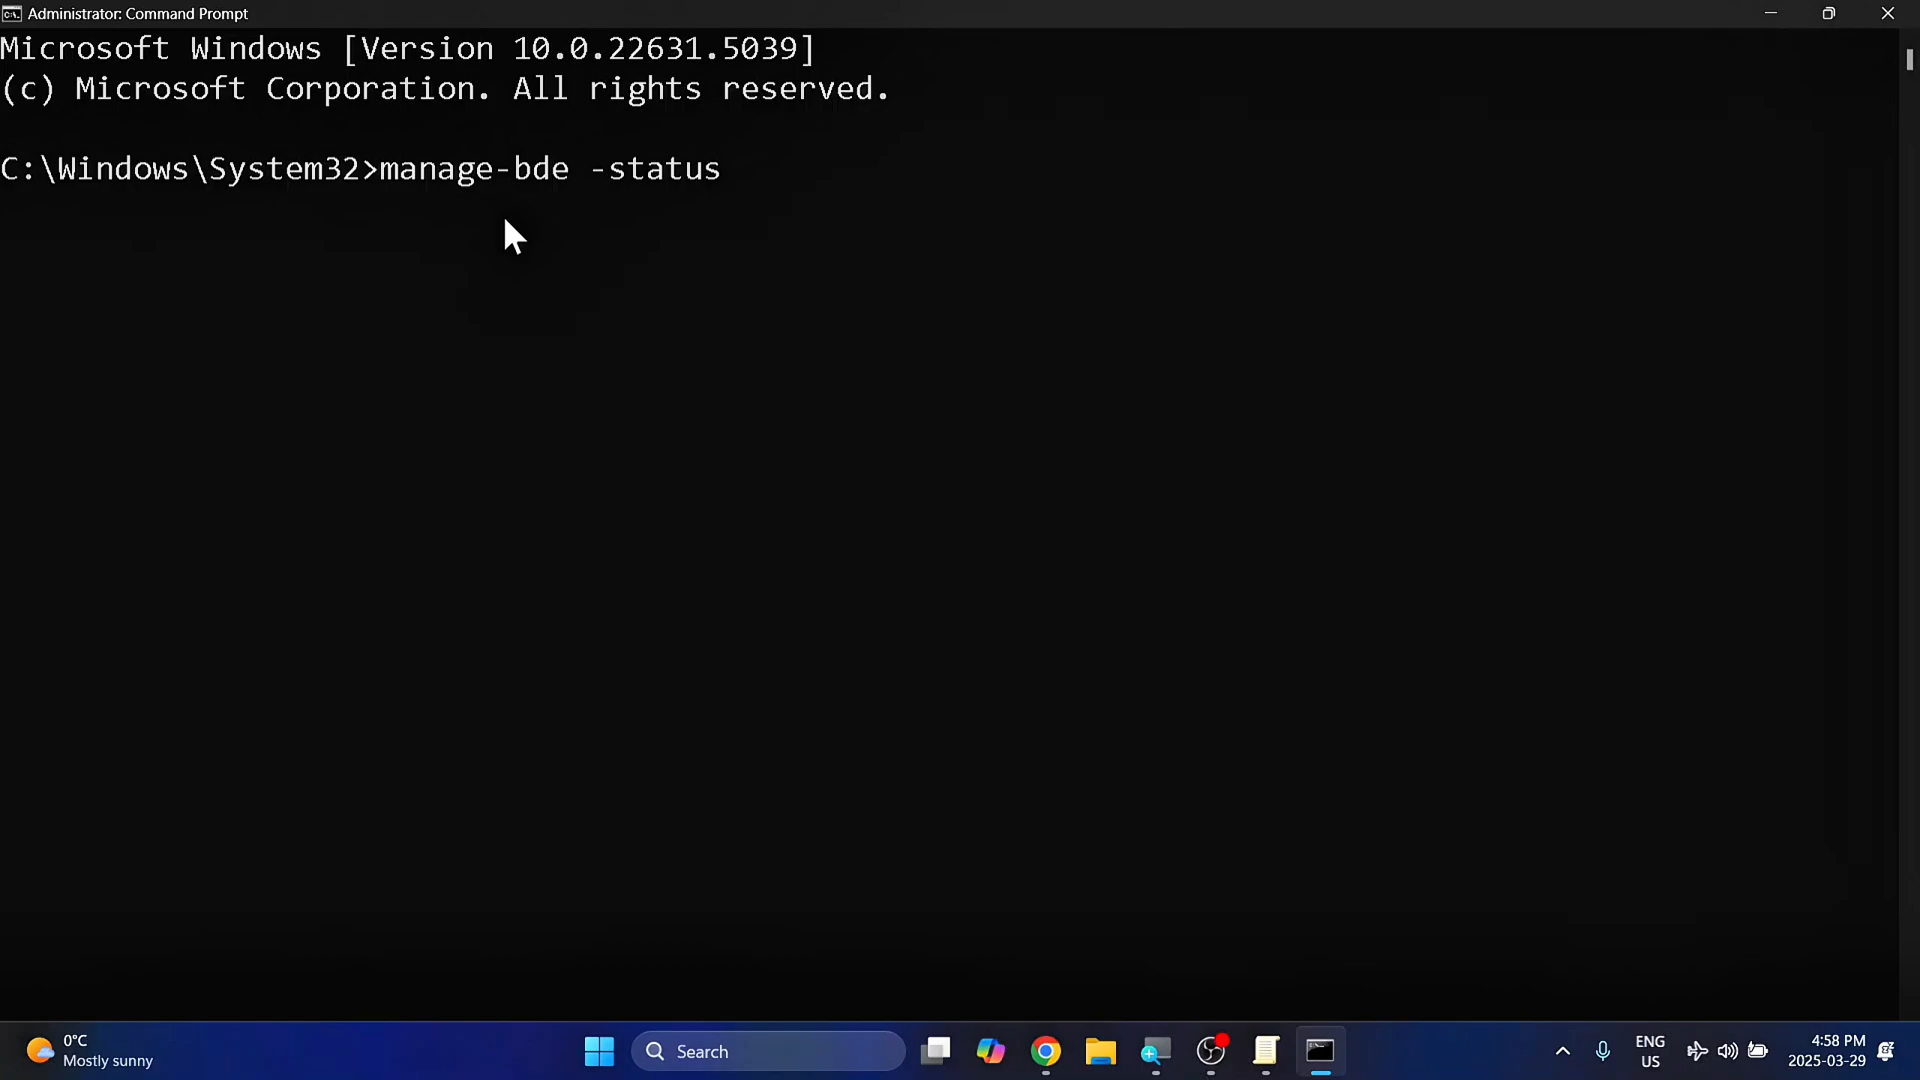 Administrator: Command Prompt
Microsoft Windows [Version 10.0.22631.5039]
(c) Microsoft Corporation. All rights reserved.
C:\Windows\System32>manage-bde -status
0°C
Mostly sunny
Search
ENG
US
4:58 PM
2025-03-29